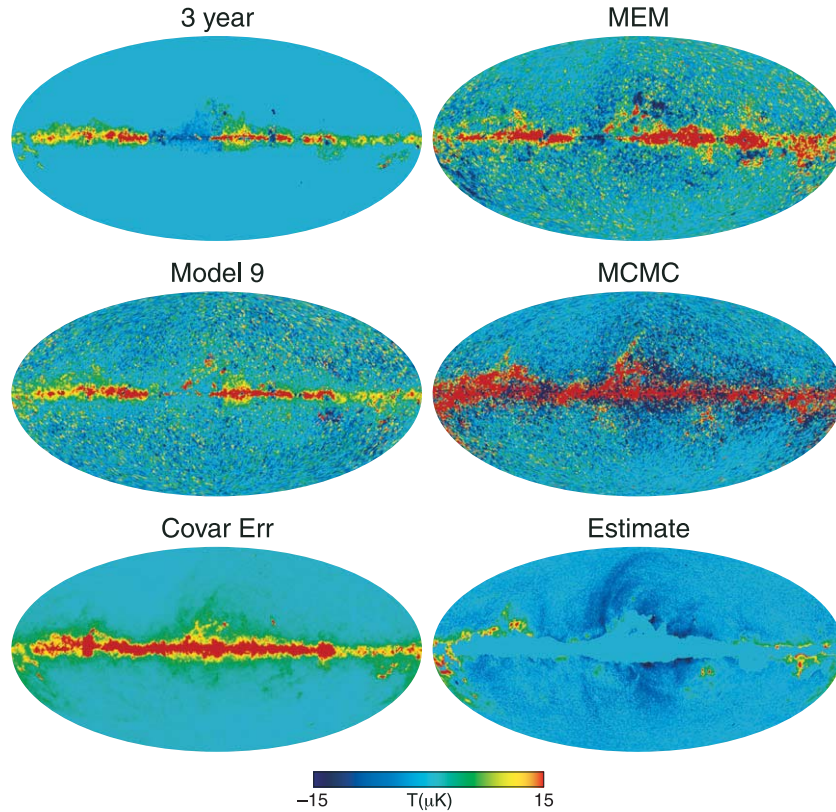 3 year
MEM
Model 9
MCMC
Covar Err
Estimate
−15 T(μK) 15